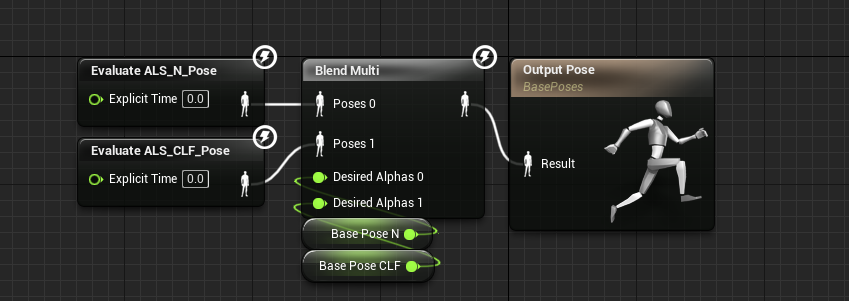 Evaluate ALS_N_Pose
Explicit Time 0.0
Evaluate ALS_CLF_Pose
Explicit Time 0.0
Blend Multi
Poses 0
Poses 1
Desired Alphas 0
Desired Alphas 1
Base Pose N
Base Pose CLF
Output Pose
BasePoses
Result